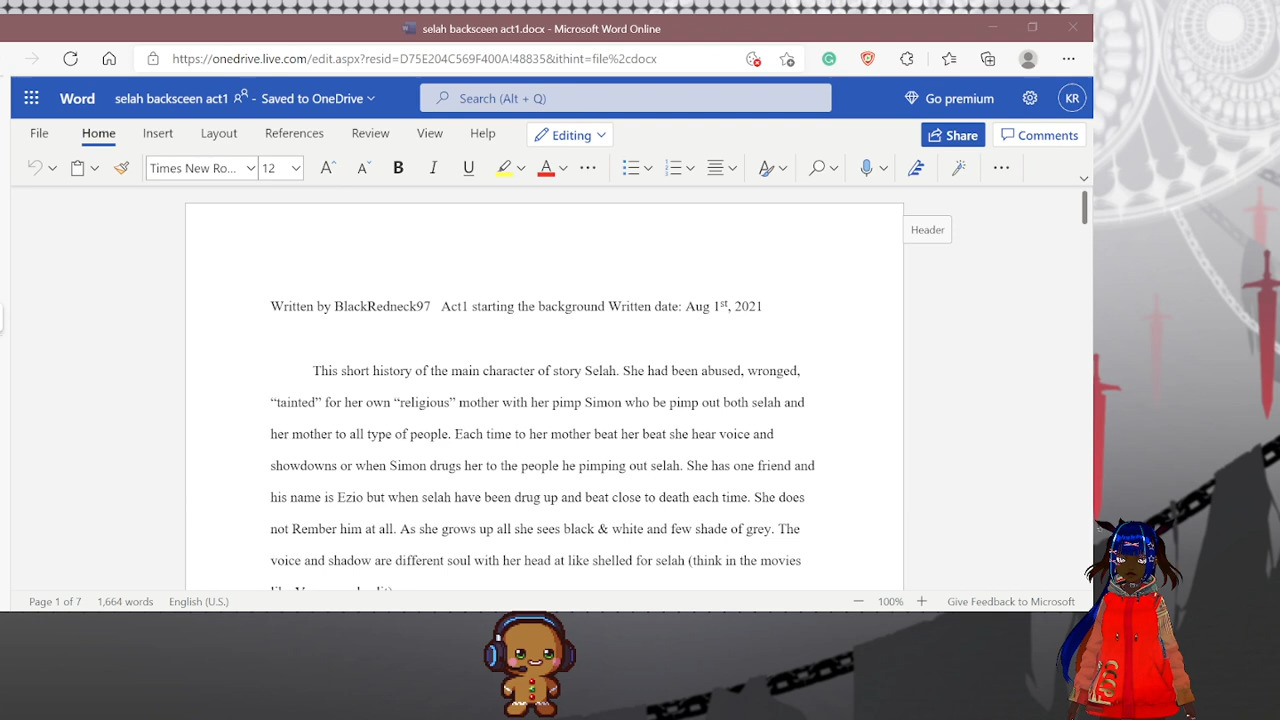 selah backsceen act1.docx - Microsoft Word Online
https://onedrive.live.com/edit.aspx?resid=D75E204C569F400A!48835&ithint=file%2cdocx
Word selah backsceen act1 - Saved to OneDrive Search (Alt + Q) Go premium KR
File Home Insert Layout References Review View Help Editing Share Comments
Times New Ro... 12 A A B I U A
Header
Written by BlackRedneck97 Act1 starting the background Written date: Aug 1st, 2021
This short history of the main character of story Selah. She had been abused, wronged,
“tainted” for her own “religious” mother with her pimp Simon who be pimp out both selah and
her mother to all type of people. Each time to her mother beat her beat she hear voice and
showdowns or when Simon drugs her to the people he pimping out selah. She has one friend and
his name is Ezio but when selah have been drug up and beat close to death each time. She does
not Rember him at all. As she grows up all she sees black & white and few shade of grey. The
voice and shadow are different soul with her head at like shelled for selah (think in the movies
Page 1 of 7 1,664 words English (U.S.) 100% Give Feedback to Microsoft